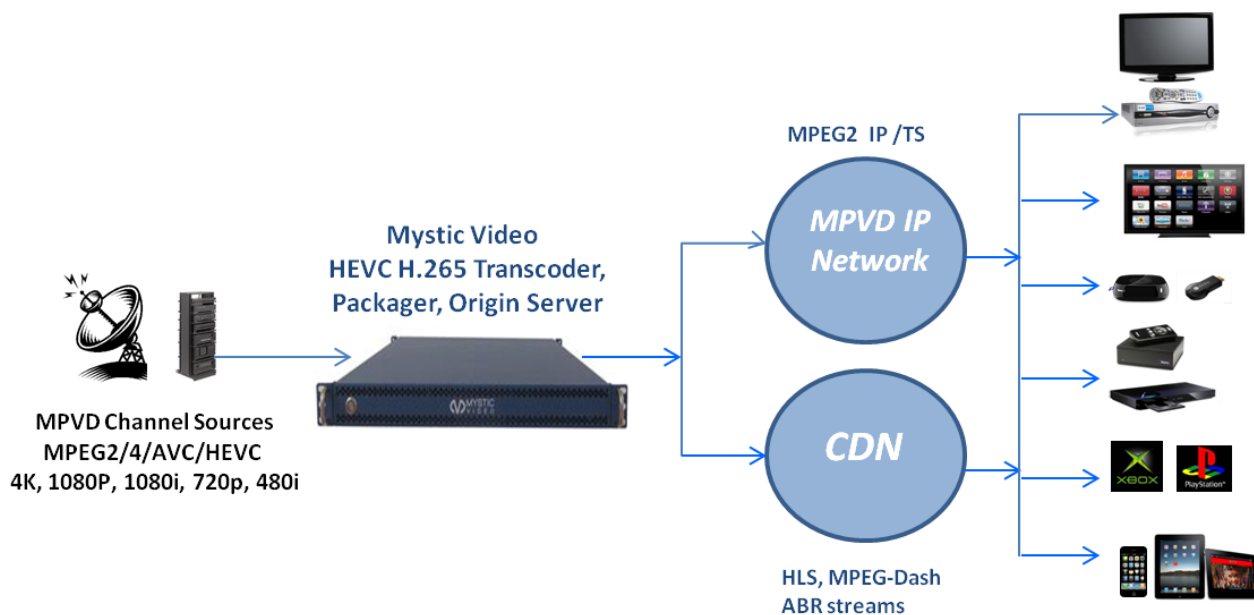 MPEG2 IP /TS
MPVD IP
Network
Mystic Video
HEVC H.265 Transcoder,
Packager, Origin Server
MYSTIC
VIDEO
MPVD Channel Sources
MPEG2/4/AVC/HEVC
4K, 1080P, 1080i, 720p, 480i
CDN
HLS, MPEG-Dash
ABR streams
XBOX
PlayStation